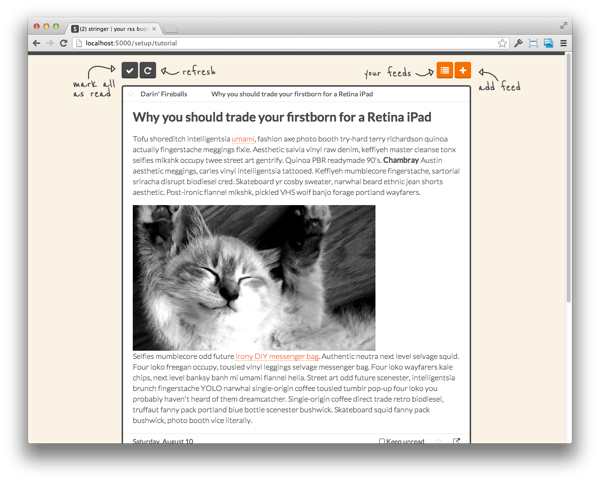 (2) stringer | your rss budd
localhost:5000/setup/tutorial
mark all
as read
refresh
your feeds
add feed
Darin' Fireballs Why you should trade your firstborn for a Retina iPad
Why you should trade your firstborn for a Retina iPad
Tofu shoreditch intelligentsia umami, fashion axe photo booth try-hard terry richardson quinoa
actually fingerstache meggings fixie. Aesthetic salvia vinyl raw denim, keffiyeh master cleanse tonx
selfies mlkshk occupy twee street art gentrify. Quinoa PBR readymade 90's. Chambray Austin
aesthetic meggings, carles vinyl intelligentsia tattooed. Keffiyeh mumblecore fingerstache, sartorial
sriracha disrupt biodiesel cred. Skateboard yr cosby sweater, narwhal beard ethnic jean shorts
aesthetic. Post-ironic flannel mlkshk, pickled VHS wolf banjo forage portland wayfarers.
Selfies mumblecore odd future irony DIY messenger bag. Authentic neutra next level selvage squid.
Four loko freegan occupy, tousled vinyl leggings selvage messenger bag. Four loko wayfarers kale
chips, next level banksy banh mi umami flannel hella. Street art odd future scenester, intelligentsia
brunch fingerstache YOLO narwhal single-origin coffee tousled tumblr pop-up four loko you
probably haven't heard of them dreamcatcher. Single-origin coffee direct trade retro biodiesel,
truffaut fanny pack portland blue bottle scenester bushwick. Skateboard squid fanny pack
bushwick, photo booth vice literally.
Saturday, August 10 Keep unread